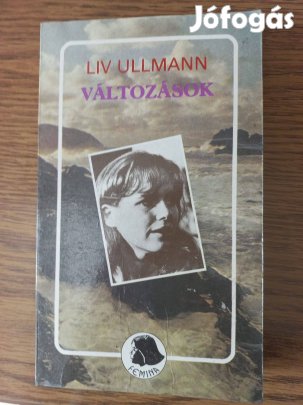 Jófogás
LIV ULLMANN
VÁLTOZÁSOK
FEMINA